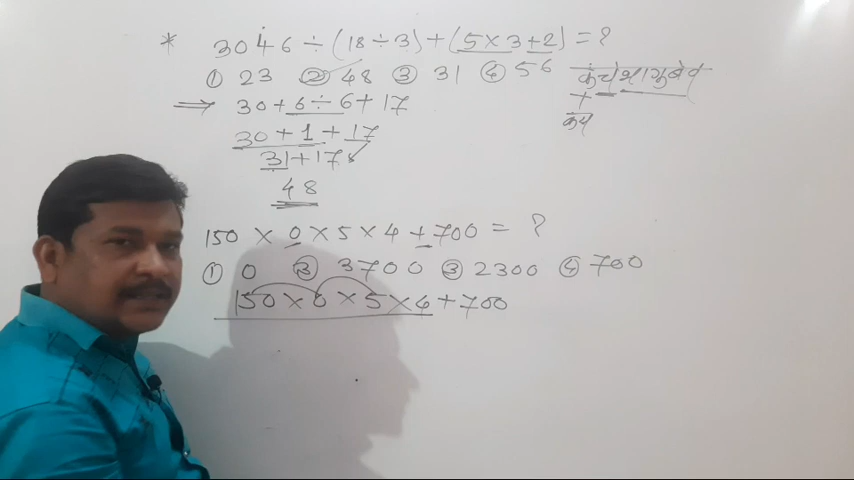 * 30 + 6 ÷ (18 ÷ 3) + (5 × 3 + 2) = ?
① 23 ② 48 ③ 31 ④ 56 कंचे भागुबेव
⇒ 30 + 6 ÷ 6 + 17
30 + 1 + 17
31 + 17
48
150 × 0 × 5 × 4 + 700 = ?
① 0 ② 3700 ③ 2300 ④ 700
150 × 0 × 5 × 4 + 700